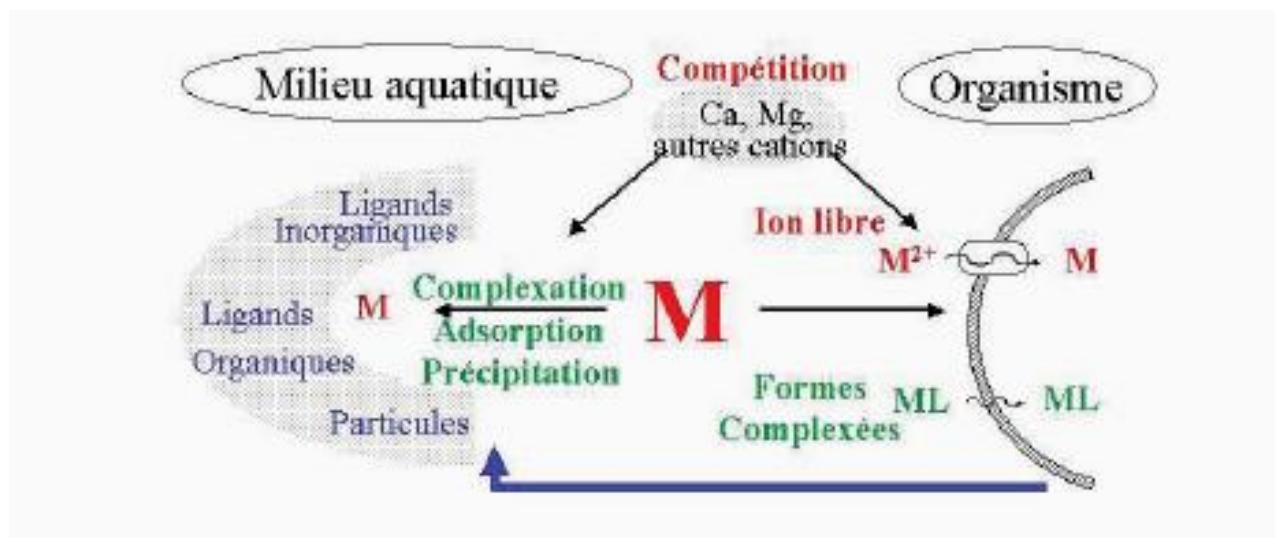 Milieu aquatique
Compétition
Ca, Mg,
autres cations
Organisme
Ligands
Inorganiques
Ligands
Organiques
Particules
M
Complexation
Adsorption
Précipitation
M
Ion libre
M²⁺
M
Formes
Complexées
ML
ML